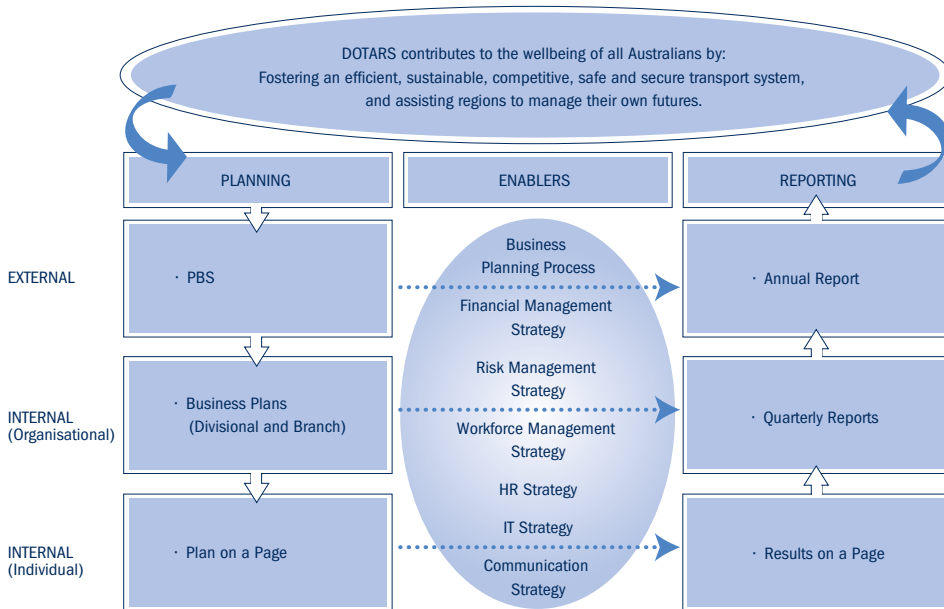 DOTARS contributes to the wellbeing of all Australians by:
Fostering an efficient, sustainable, competitive, safe and secure transport system,
and assisting regions to manage their own futures.
PLANNING
ENABLERS
REPORTING
EXTERNAL
· PBS
Business
Planning Process
Financial Management
Strategy
· Annual Report
INTERNAL
(Organisational)
· Business Plans
(Divisional and Branch)
Risk Management
Strategy
Workforce Management
Strategy
HR Strategy
· Quarterly Reports
INTERNAL
(Individual)
· Plan on a Page
IT Strategy
Communication
Strategy
· Results on a Page